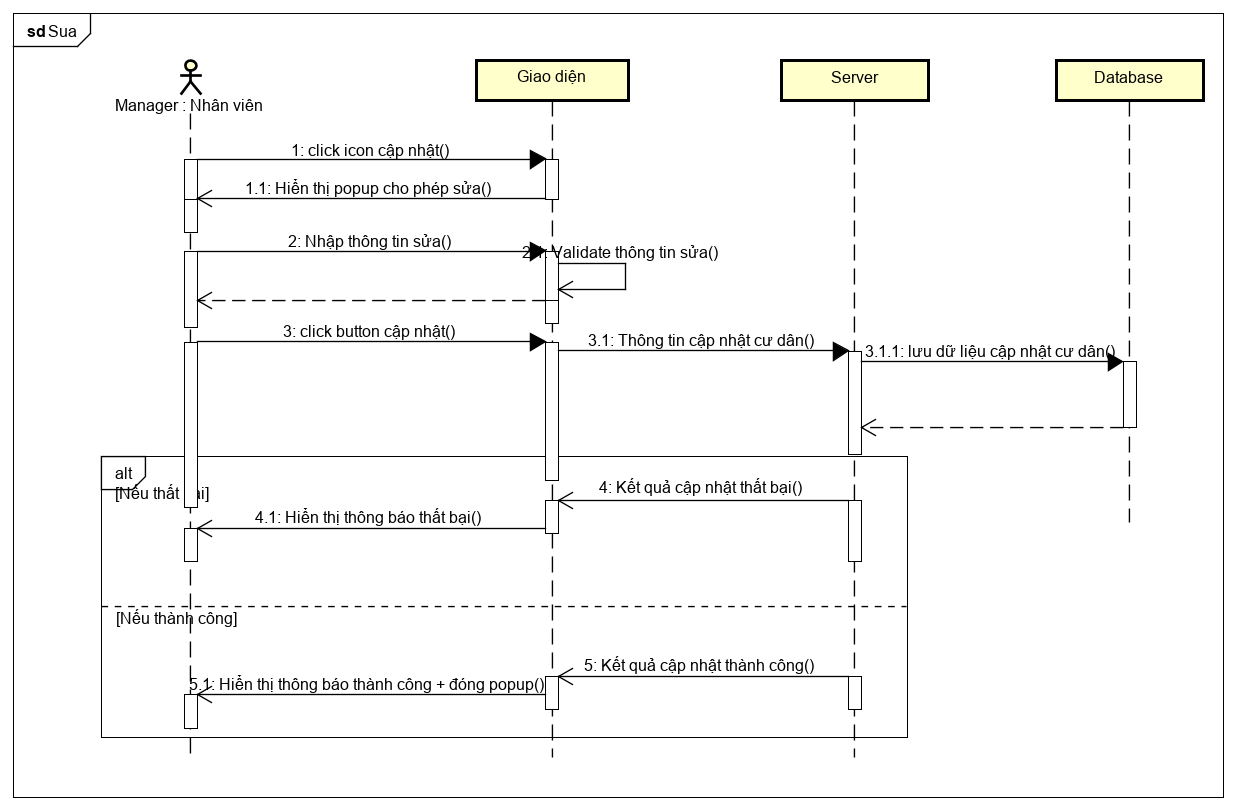 sd Sua
Manager : Nhân viên
Giao diện
Server
Database
1: click icon cập nhật()
1.1: Hiển thị popup cho phép sửa()
2: Nhập thông tin sửa()
2.1: Validate thông tin sửa()
3: click button cập nhật()
3.1: Thông tin cập nhật cư dân()
3.1.1: lưu dữ liệu cập nhật cư dân()
alt
[Nếu thất bại]
4: Kết quả cập nhật thất bại()
4.1: Hiển thị thông báo thất bại()
[Nếu thành công]
5: Kết quả cập nhật thành công()
5.1: Hiển thị thông báo thành công + đóng popup()